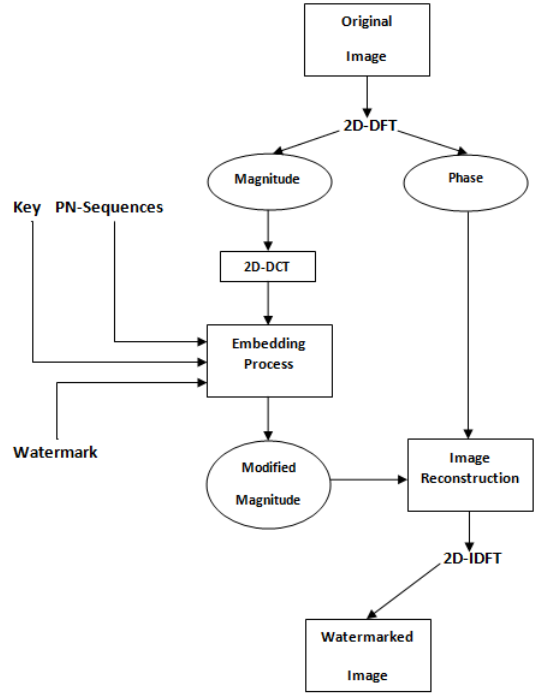 Original
Image
2D-DFT
Magnitude
Phase
Key PN-Sequences
2D-DCT
Embedding
Process
Watermark
Modified
Magnitude
Image
Reconstruction
2D-IDFT
Watermarked
Image